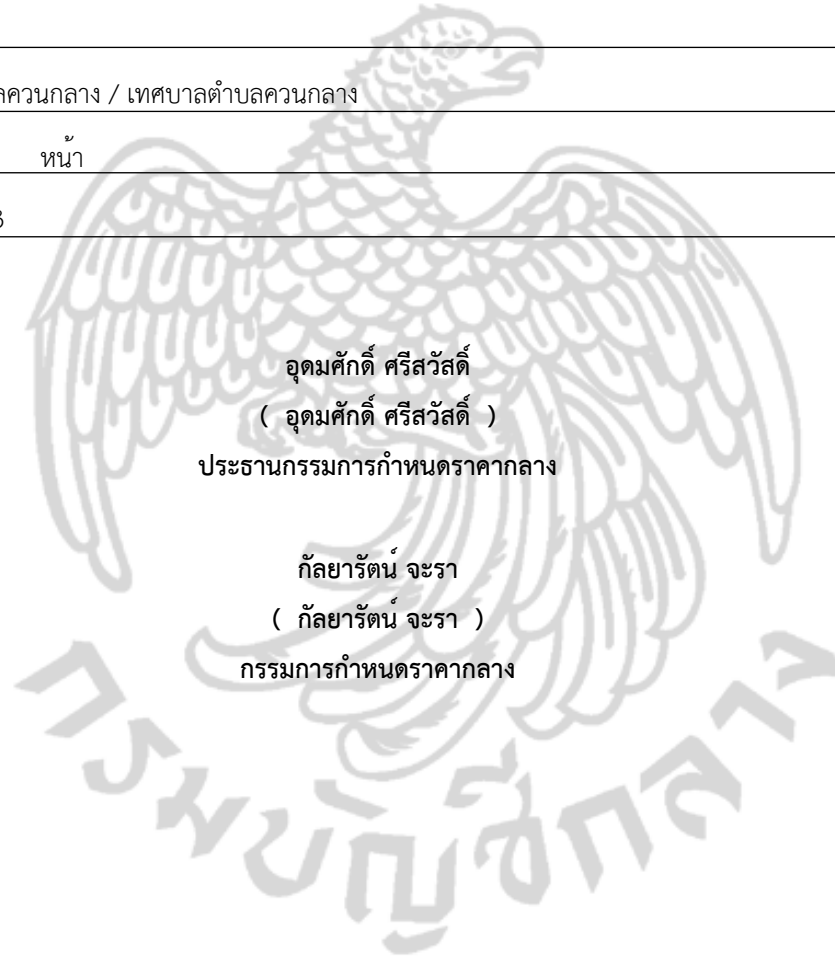 ลควนกลาง / เทศบาลตำบลควนกลาง
หน้า
3
อุดมศักดิ์ ศรีสวัสดิ์
( อุดมศักดิ์ ศรีสวัสดิ์ )
ประธานกรรมการกำหนดราคากลาง
กัลยารัตน์ จะรา
( กัลยารัตน์ จะรา )
กรรมการกำหนดราคากลาง
กรมบัญชีกลาง